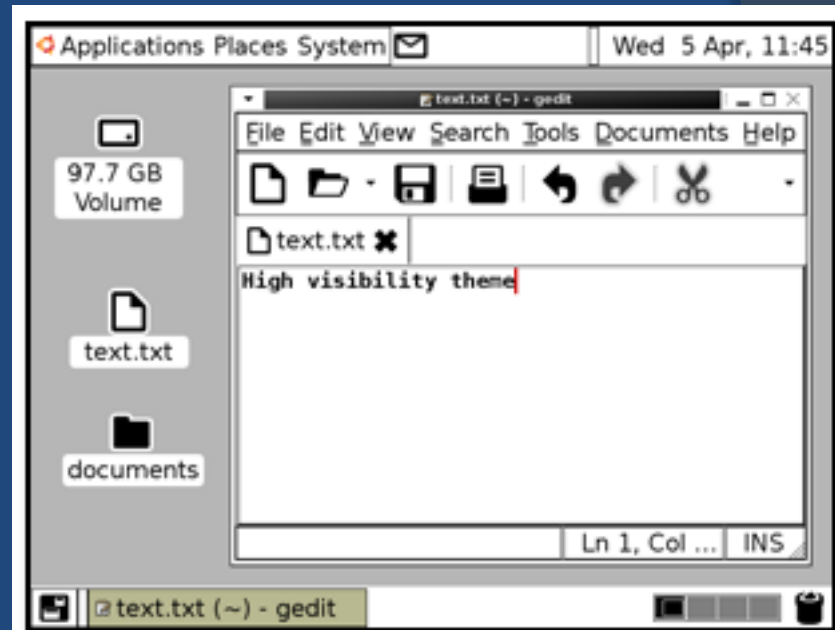 Applications Places System
Wed 5 Apr, 11:45
text.txt (~) - gedit
File Edit View Search Tools Documents Help
text.txt
High visibility theme
Ln 1, Col ... INS
97.7 GB
Volume
text.txt
documents
text.txt (~) - gedit